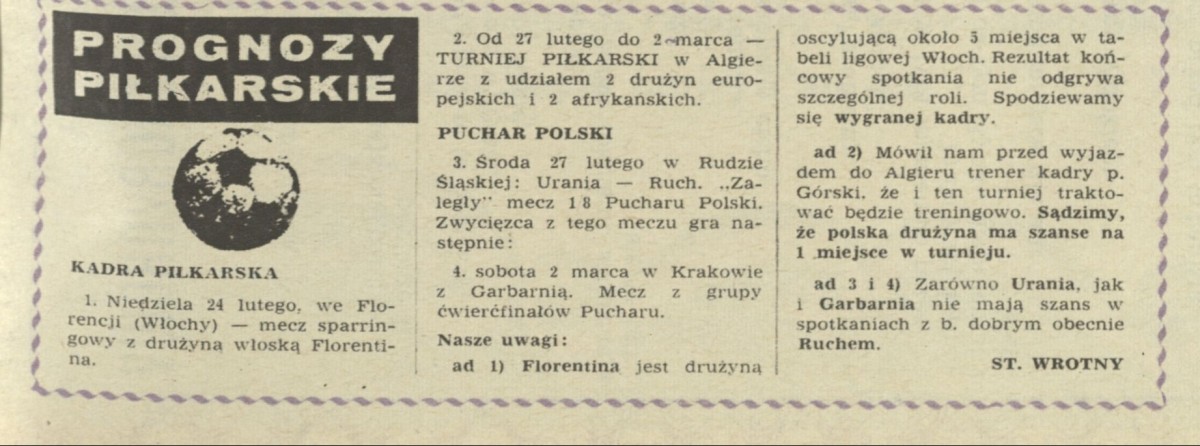 PROGNOZY
PIŁKARSKIE
KADRA PIŁKARSKA
1. Niedziela 24 lutego, we Flo-
rencji (Włochy) — mecz sparrin-
gowy z drużyną włoską Florenti-
na.
2. Od 27 lutego do 2 marca —
TURNIEJ PIŁKARSKI w Algie-
rze z udziałem 2 drużyn euro-
pejskich i 2 afrykańskich.
PUCHAR POLSKI
3. Środa 27 lutego w Rudzie
Śląskiej: Urania — Ruch. „Za-
legły" mecz 1 8 Pucharu Polski.
Zwycięzca z tego meczu gra na-
stępnie:
4. sobota 2 marca w Krakowie
z Garbarnią. Mecz z grupy
ćwierćfinałów Pucharu.
Nasze uwagi:
ad 1) Florentina jest drużyną
oscylującą około 5 miejsca w ta-
beli ligowej Włoch. Rezultat koń-
cowy spotkania nie odgrywa
szczególnej roli. Spodziewamy
się wygranej kadry.
ad 2) Mówił nam przed wyjaz-
dem do Algieru trener kadry p.
Górski, że i ten turniej trakto-
wać będzie treningowo. Sądzimy,
że polska drużyna ma szanse na
1 miejsce w turnieju.
ad 3 i 4) Zarówno Urania, jak
i Garbarnia nie mają szans w
spotkaniach z b. dobrym obecnie
Ruchem.
ST. WROTNY